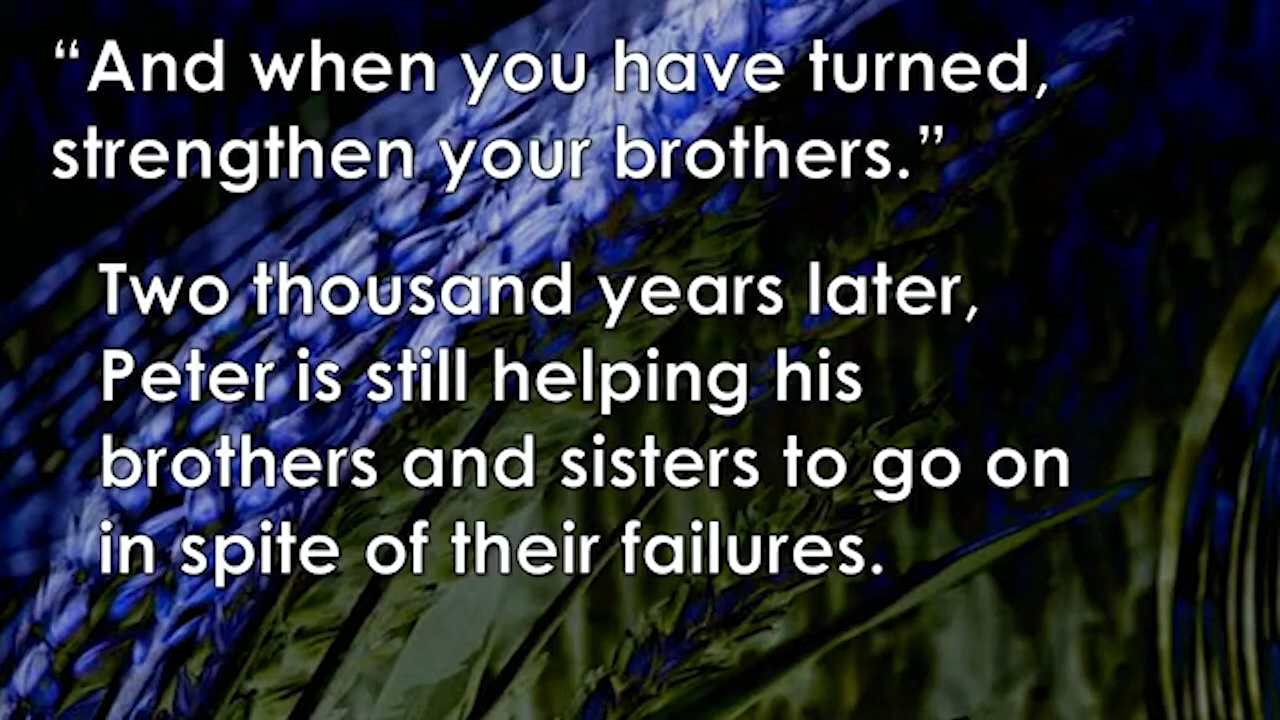 “And when you have turned,
strengthen your brothers.”
Two thousand years later,
Peter is still helping his
brothers and sisters to go on
in spite of their failures.